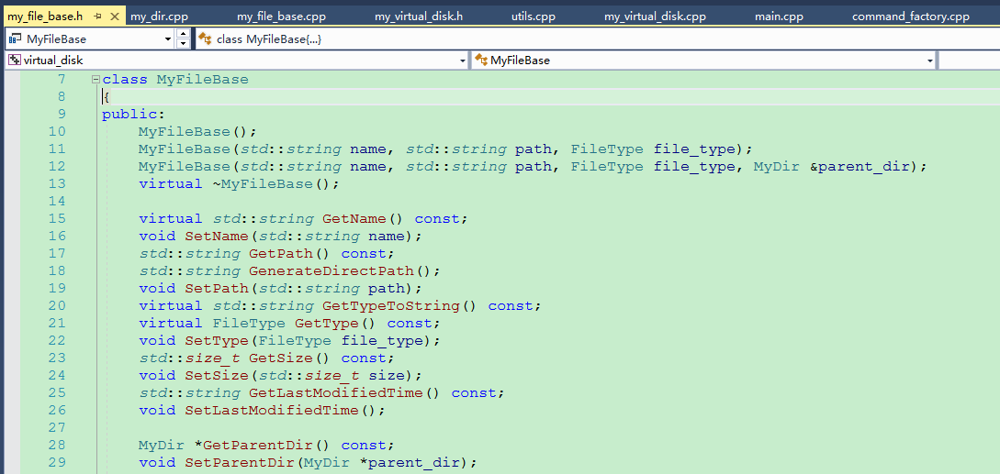 my_file_base.h my_dir.cpp my_file_base.cpp my_virtual_disk.h utils.cpp my_virtual_disk.cpp main.cpp command_factory.cpp
MyFileBase class MyFileBase{...}
virtual_disk MyFileBase
7 class MyFileBase
8 {
9 public:
10 MyFileBase();
11 MyFileBase(std::string name, std::string path, FileType file_type);
12 MyFileBase(std::string name, std::string path, FileType file_type, MyDir &parent_dir);
13 virtual ~MyFileBase();
14
15 virtual std::string GetName() const;
16 void SetName(std::string name);
17 std::string GetPath() const;
18 std::string GenerateDirectPath();
19 void SetPath(std::string path);
20 virtual std::string GetTypeToString() const;
21 virtual FileType GetType() const;
22 void SetType(FileType file_type);
23 std::size_t GetSize() const;
24 void SetSize(std::size_t size);
25 std::string GetLastModifiedTime() const;
26 void SetLastModifiedTime();
27
28 MyDir *GetParentDir() const;
29 void SetParentDir(MyDir *parent_dir);